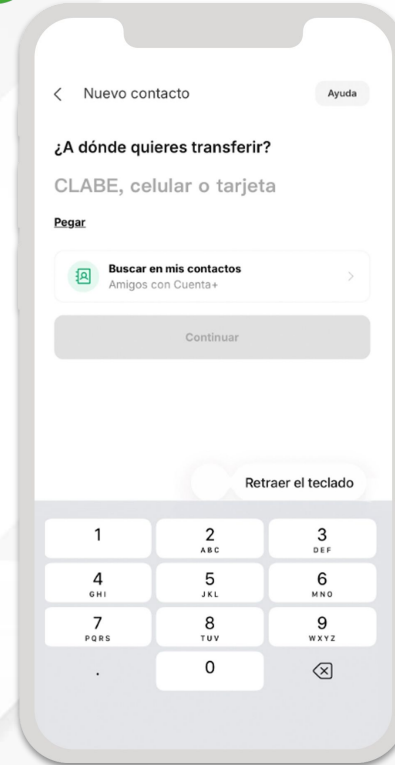 Nuevo contacto
Ayuda
¿A dónde quieres transferir?
CLABE, celular o tarjeta
Pegar
Buscar en mis contactos
Amigos con Cuenta+
Continuar
Retraer el teclado
1 2 3
ABC DEF
4 5 6
GHI JKL MNO
7 8 9
PQRS TUV WXYZ
. 0